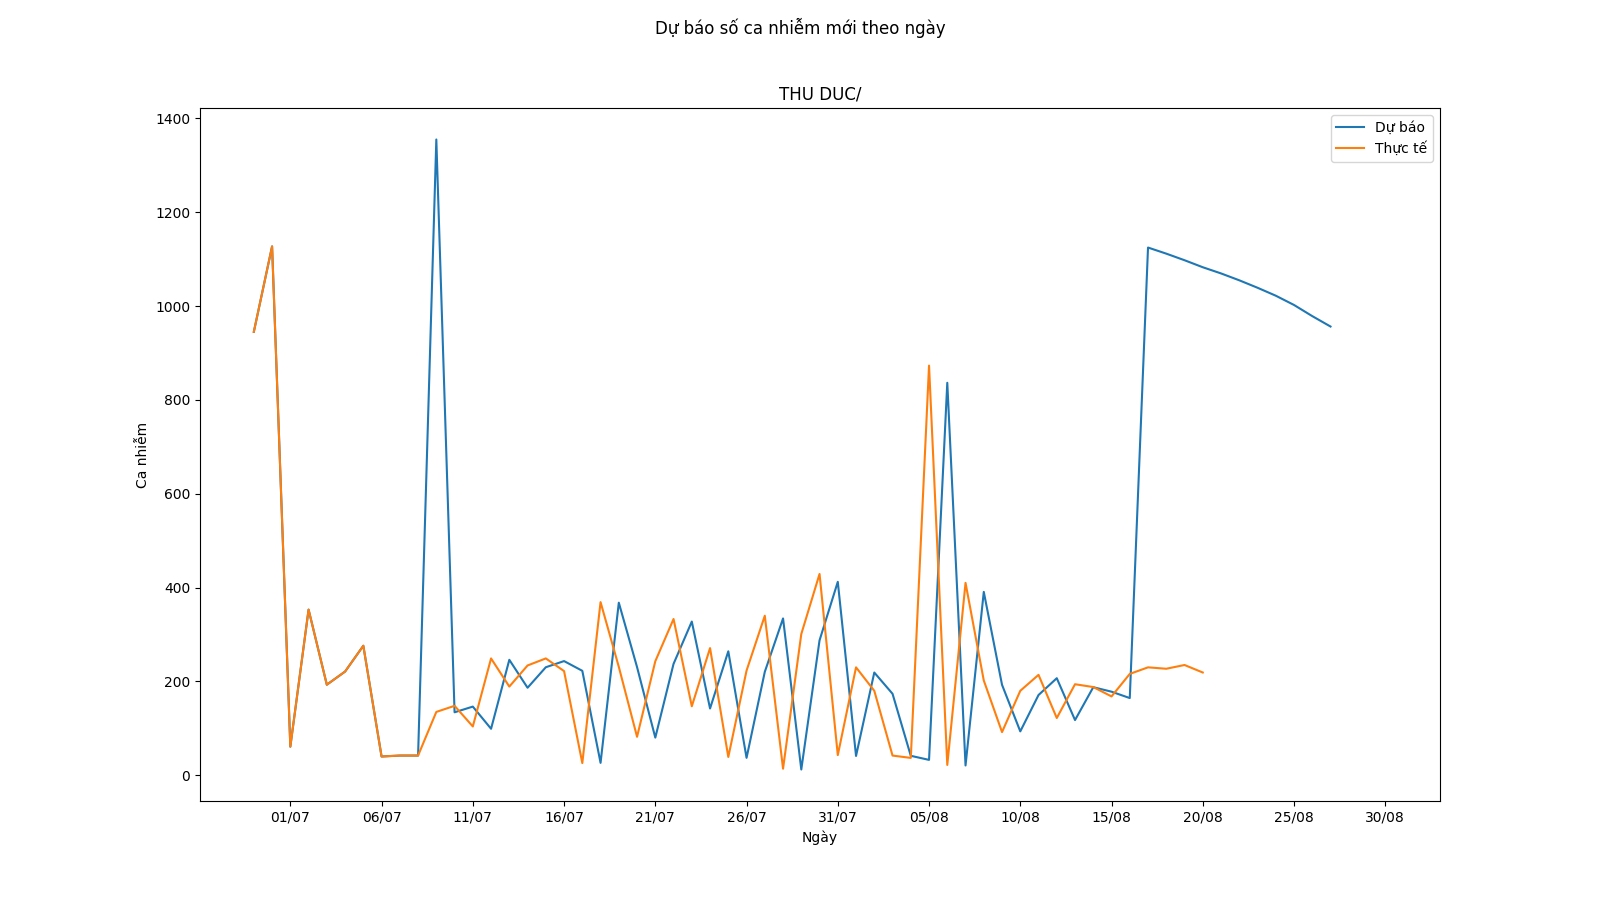 Dự báo số ca nhiễm mới theo ngày
THU DUC/
Dự báo
Thực tế
Ca nhiễm
1400
1200
1000
800
600
400
200
0
01/07 06/07 11/07 16/07 21/07 26/07 31/07 05/08 10/08 15/08 20/08 25/08 30/08
Ngày